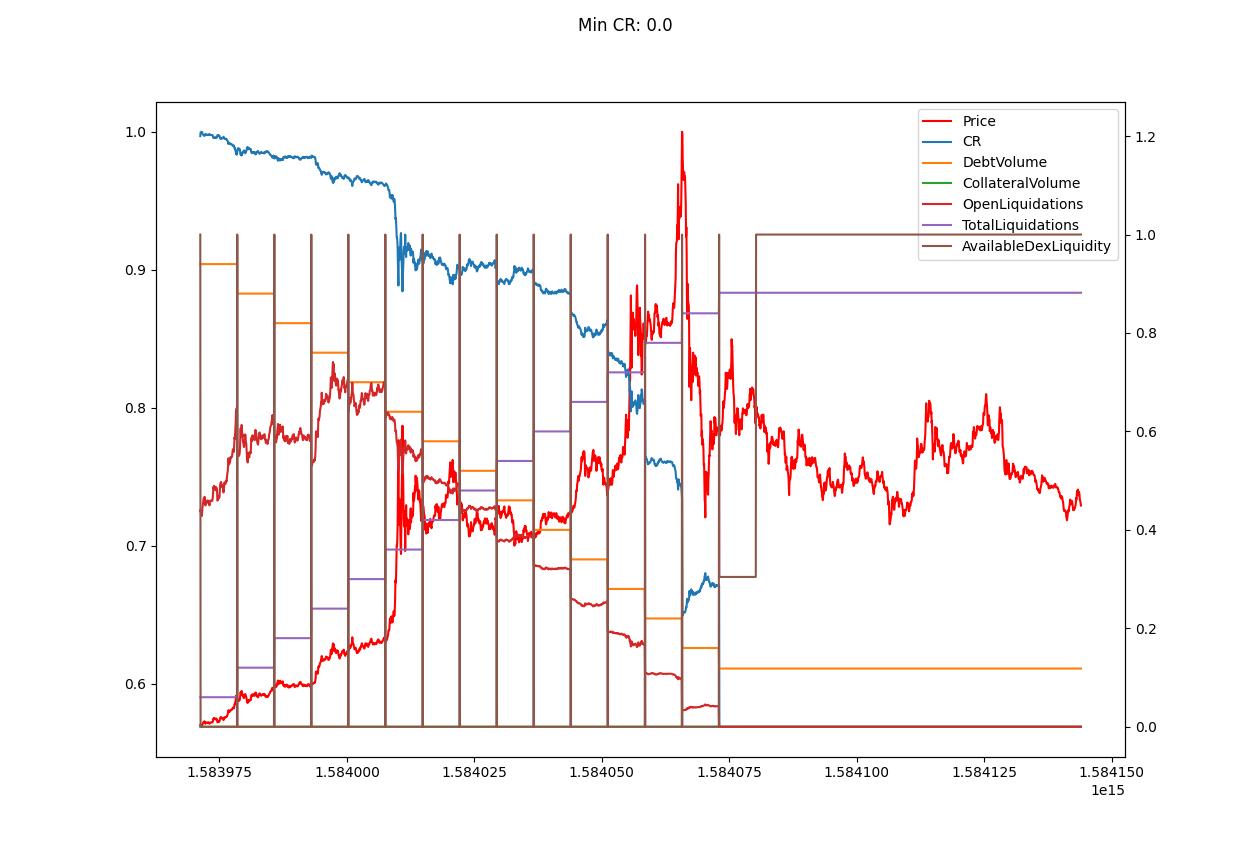 Min CR: 0.0
1.0
0.9
0.8
0.7
0.6
1.2
1.0
0.8
0.6
0.4
0.2
0.0
Price
CR
DebtVolume
CollateralVolume
OpenLiquidations
TotalLiquidations
AvailableDexLiquidity
1.583975 1.584000 1.584025 1.584050 1.584075 1.584100 1.584125 1.584150
1e15